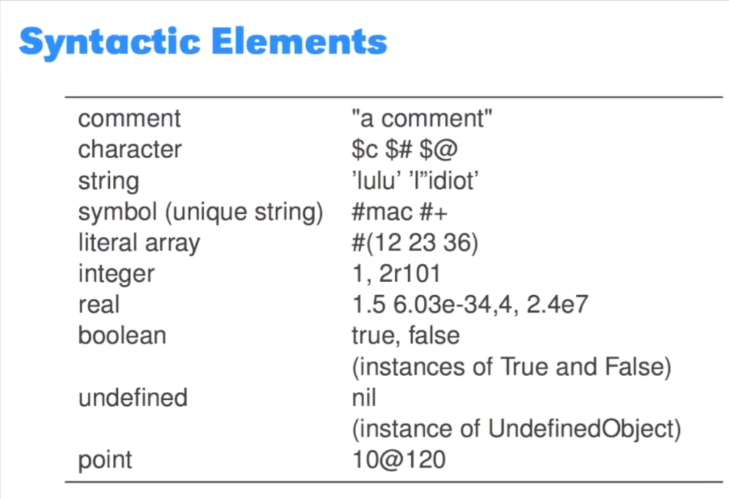 Syntactic Elements
comment "a comment"
character $c $# $@
string ’lulu’ ’l’’idiot’
symbol (unique string) #mac #+
literal array #(12 23 36)
integer 1, 2r101
real 1.5 6.03e-34,4, 2.4e7
boolean true, false
(instances of True and False)
undefined nil
(instance of UndefinedObject)
point 10@120